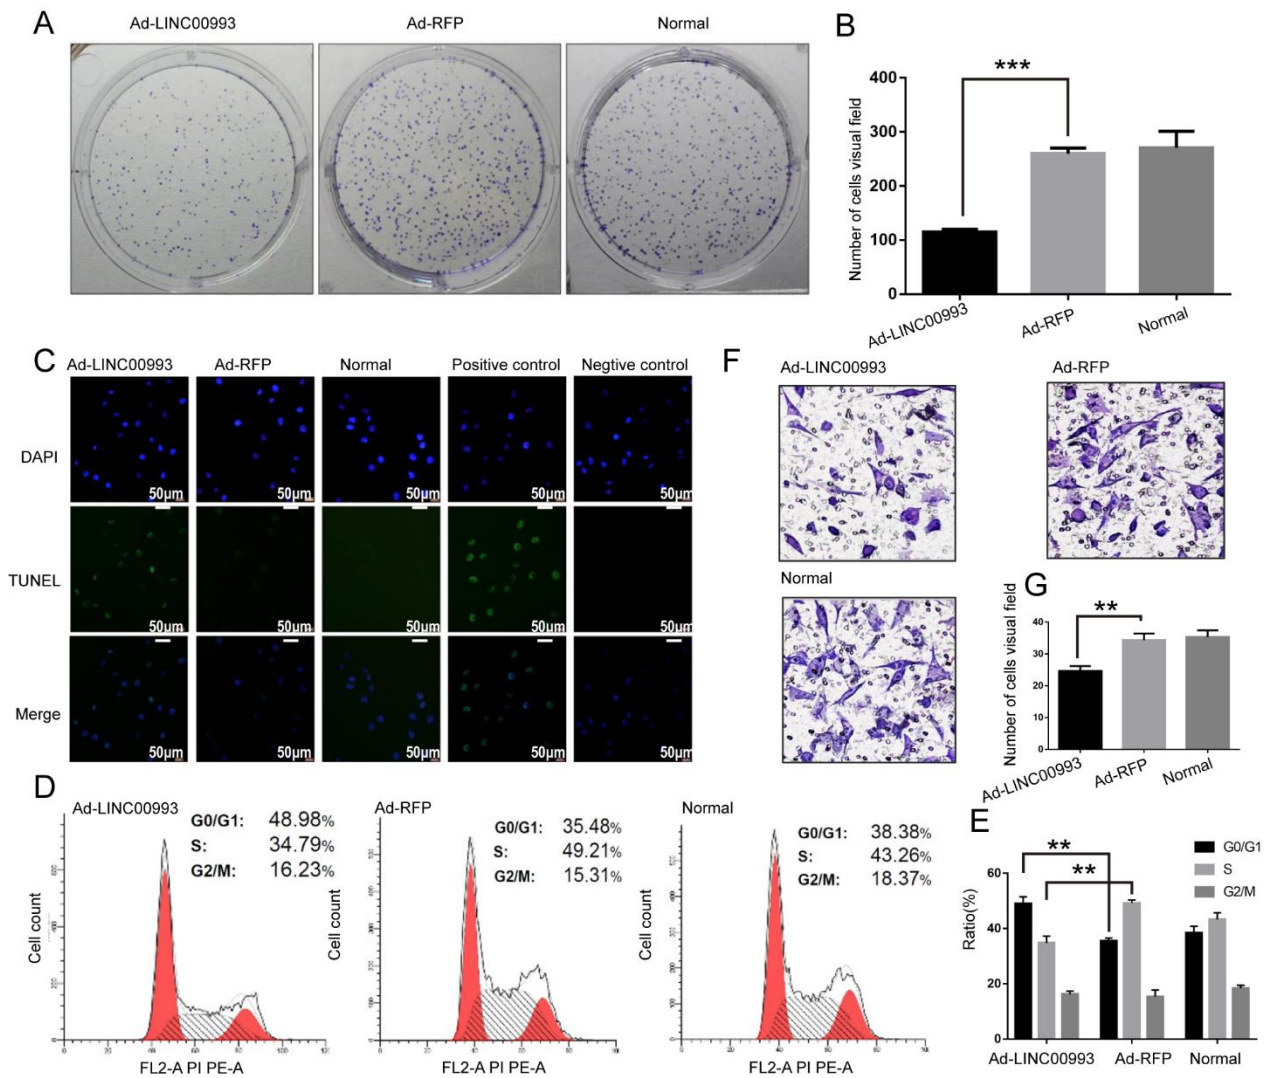 A
Ad-LINC00993
Ad-RFP
Normal
B
***
400
300
200
100
0
Number of cells visual field
Ad-LINC00993
Ad-RFP
Normal
C
Ad-LINC00993
Ad-RFP
Normal
Positive control
Negtive control
DAPI
50µm
50µm
50µm
50µm
50µm
TUNEL
50µm
50µm
50µm
50µm
50µm
Merge
50µm
50µm
50µm
50µm
50µm
F
Ad-LINC00993
Ad-RFP
Normal
G
**
40
30
20
10
0
Number of cells visual field
Ad-LINC00993
Ad-RFP
Normal
D
Ad-LINC00993
G0/G1: 48.98%
S: 34.79%
G2/M: 16.23%
Cell count
FL2-A PI PE-A
Ad-RFP
G0/G1: 35.48%
S: 49.21%
G2/M: 15.31%
Cell count
FL2-A PI PE-A
Normal
G0/G1: 38.38%
S: 43.26%
G2/M: 18.37%
Cell count
FL2-A PI PE-A
E
G0/G1
S
G2/M
**
**
60
40
20
0
Ratio(%)
Ad-LINC00993
Ad-RFP
Normal